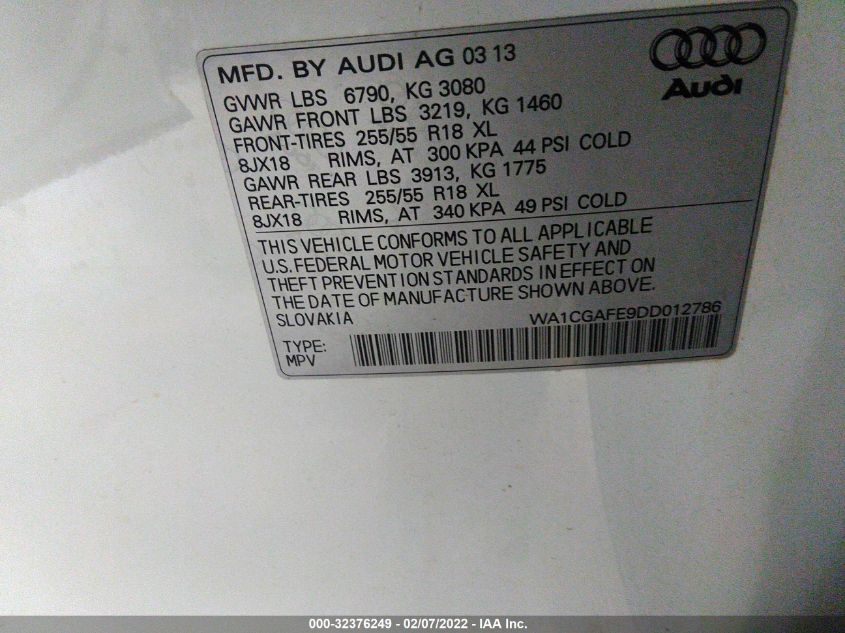 MFD. BY AUDI AG 03 13
Audi
GVWR LBS 6790, KG 3080
GAWR FRONT LBS 3219, KG 1460
FRONT-TIRES 255/55 R18 XL
8JX18 RIMS, AT 300 KPA 44 PSI COLD
GAWR REAR LBS 3913, KG 1775
REAR-TIRES 255/55 R18 XL
8JX18 RIMS, AT 340 KPA 49 PSI COLD
THIS VEHICLE CONFORMS TO ALL APPLICABLE
U.S. FEDERAL MOTOR VEHICLE SAFETY AND
THEFT PREVENTION STANDARDS IN EFFECT ON
THE DATE OF MANUFACTURE SHOWN ABOVE.
SLOVAKIA WA1CGAFE9DD012786
TYPE:
MPV
000-32376249 - 02/07/2022 - IAA Inc.